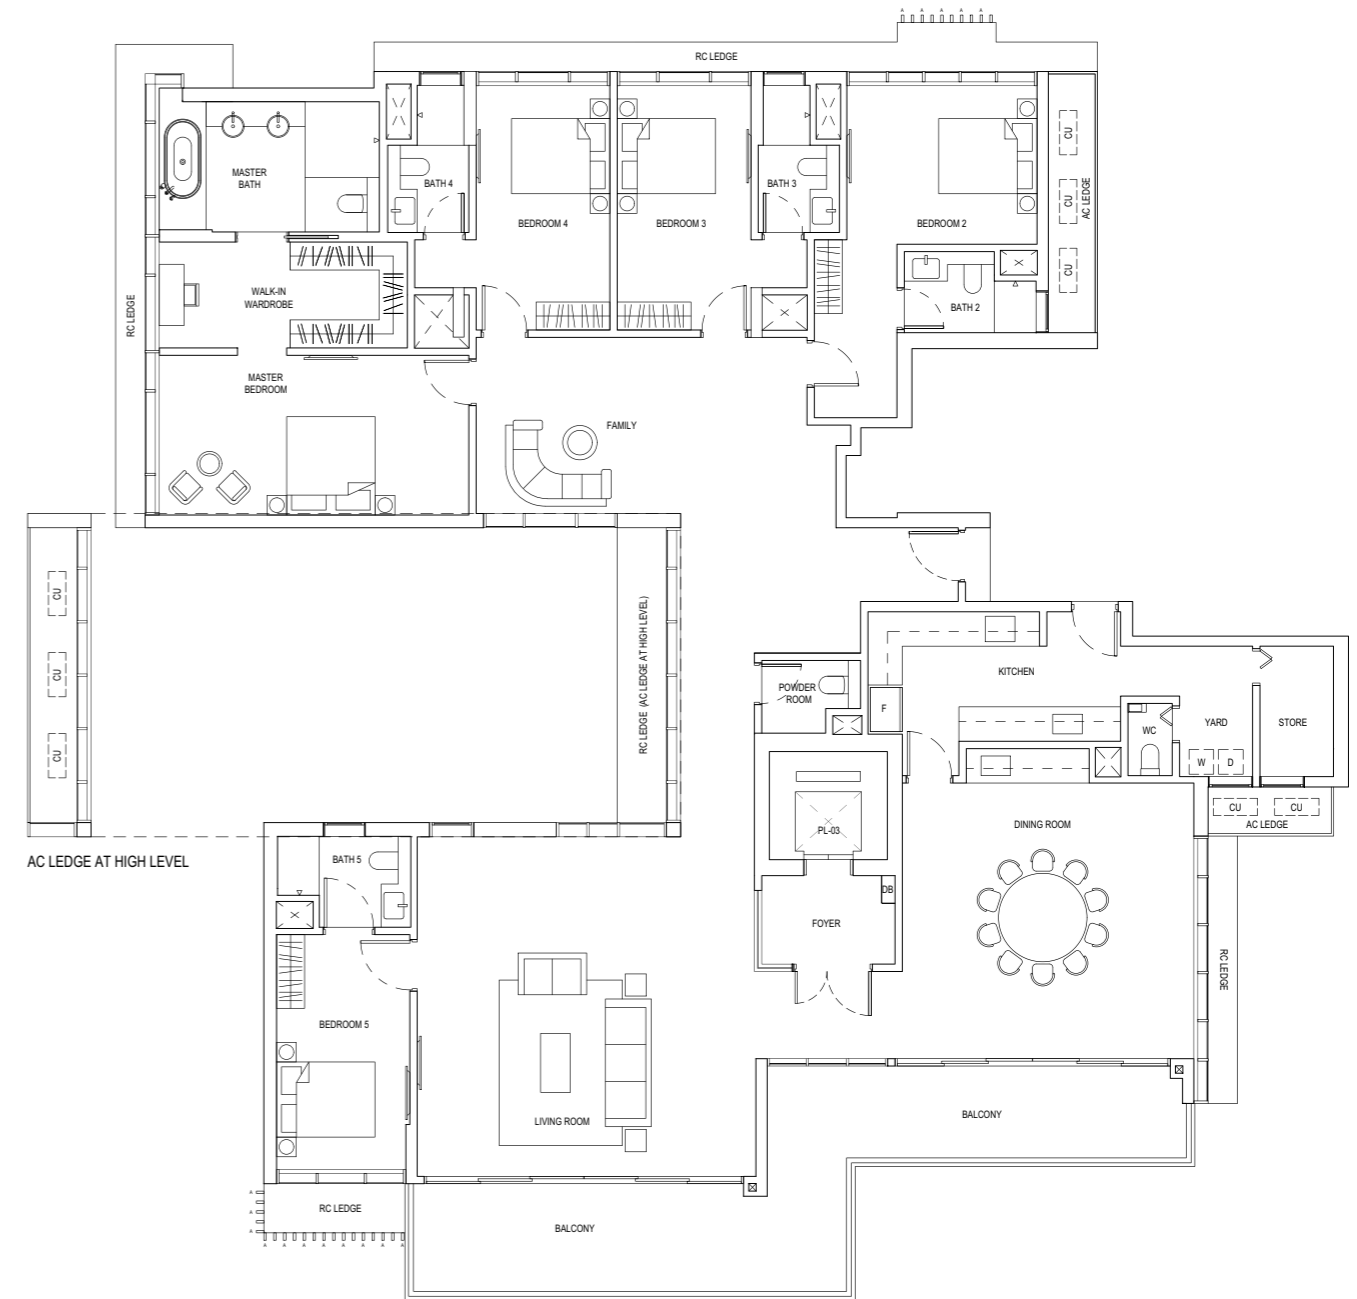 RC LEDGE
MASTER
BATH
BATH 4
BATH 3
CU
CU
CU
AC LEDGE
BEDROOM 4
BEDROOM 3
BEDROOM 2
WALK-IN
WARDROBE
BATH 2
RC LEDGE
MASTER
BEDROOM
FAMILY
CU
CU
CU
RC LEDGE (AC LEDGE AT HIGH LEVEL)
KITCHEN
POWDER
ROOM
F
WC
YARD
STORE
W
D
CU
CU
AC LEDGE
PL-03
DINING ROOM
AC LEDGE AT HIGH LEVEL
BATH 5
DB
FOYER
RC LEDGE
BEDROOM 5
LIVING ROOM
BALCONY
RC LEDGE
BALCONY